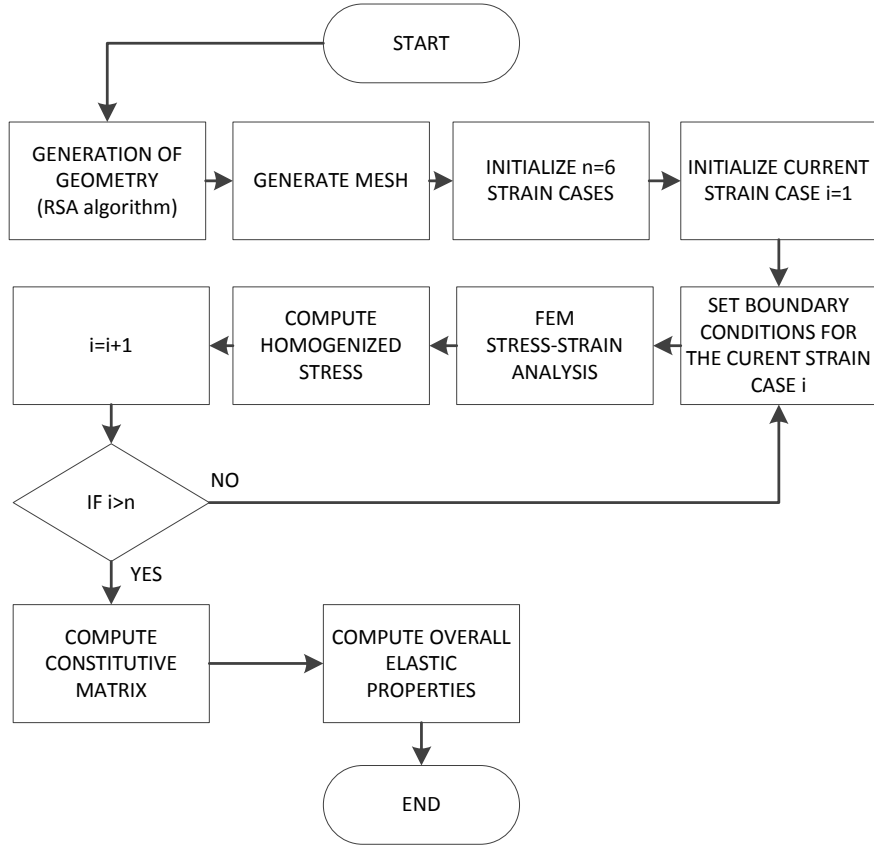 START
GENERATION OF
GEOMETRY
(RSA algorithm)
GENERATE MESH
INITIALIZE n=6
STRAIN CASES
INITIALIZE CURRENT
STRAIN CASE i=1
SET BOUNDARY
CONDITIONS FOR
THE CURENT STRAIN
CASE i
FEM
STRESS-STRAIN
ANALYSIS
COMPUTE
HOMOGENIZED
STRESS
i=i+1
IF i>n
NO
YES
COMPUTE
CONSTITUTIVE
MATRIX
COMPUTE OVERALL
ELASTIC
PROPERTIES
END